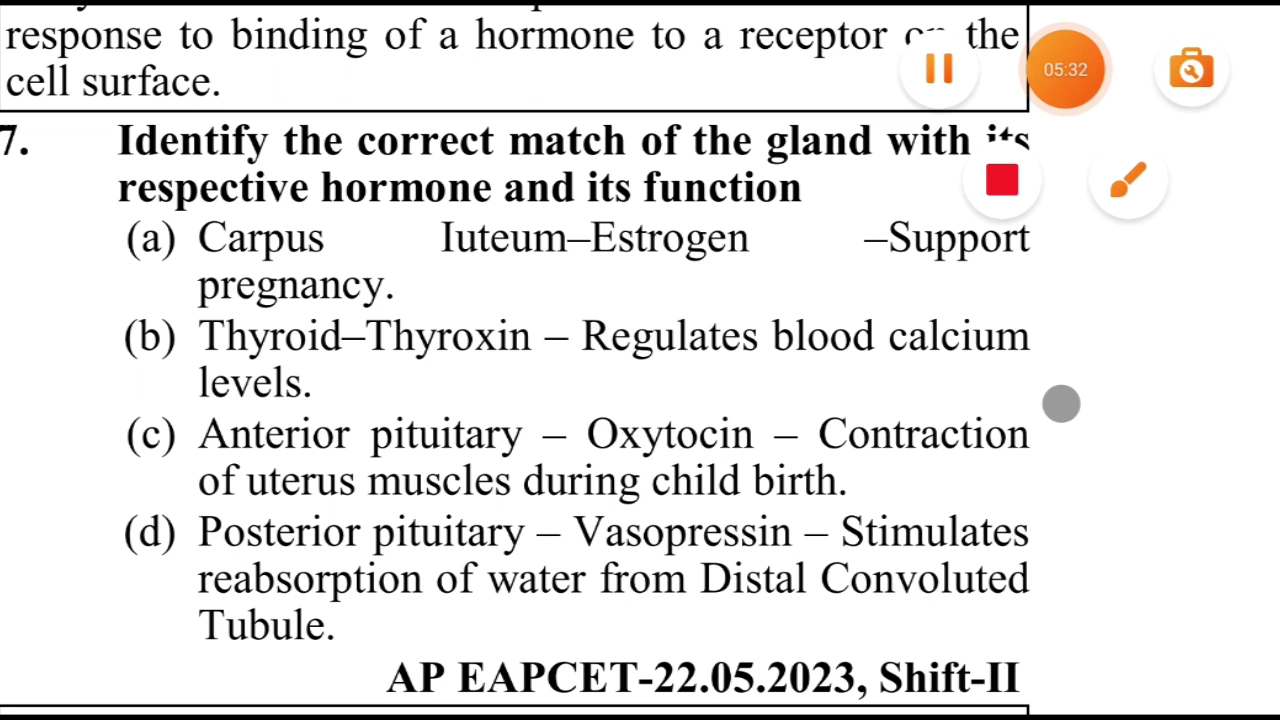 response to binding of a hormone to a receptor on the
cell surface.
05:32
7. Identify the correct match of the gland with its
respective hormone and its function
(a) Carpus Iuteum–Estrogen –Support
pregnancy.
(b) Thyroid–Thyroxin – Regulates blood calcium
levels.
(c) Anterior pituitary – Oxytocin – Contraction
of uterus muscles during child birth.
(d) Posterior pituitary – Vasopressin – Stimulates
reabsorption of water from Distal Convoluted
Tubule.
AP EAPCET-22.05.2023, Shift-II